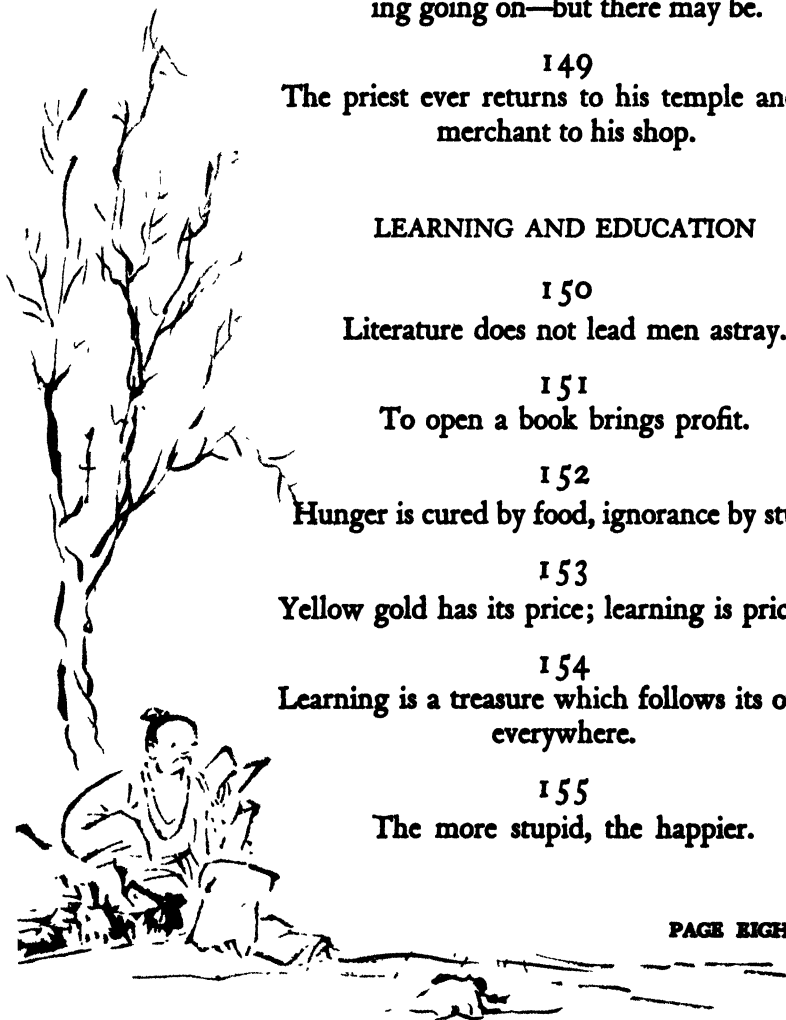 ing going on—but there may be.
149
The priest ever returns to his temple an
merchant to his shop.
LEARNING AND EDUCATION
150
Literature does not lead men astray.
151
To open a book brings profit.
152
Hunger is cured by food, ignorance by st
153
Yellow gold has its price; learning is pric
154
Learning is a treasure which follows its o
everywhere.
155
The more stupid, the happier.
PAGE EIGH